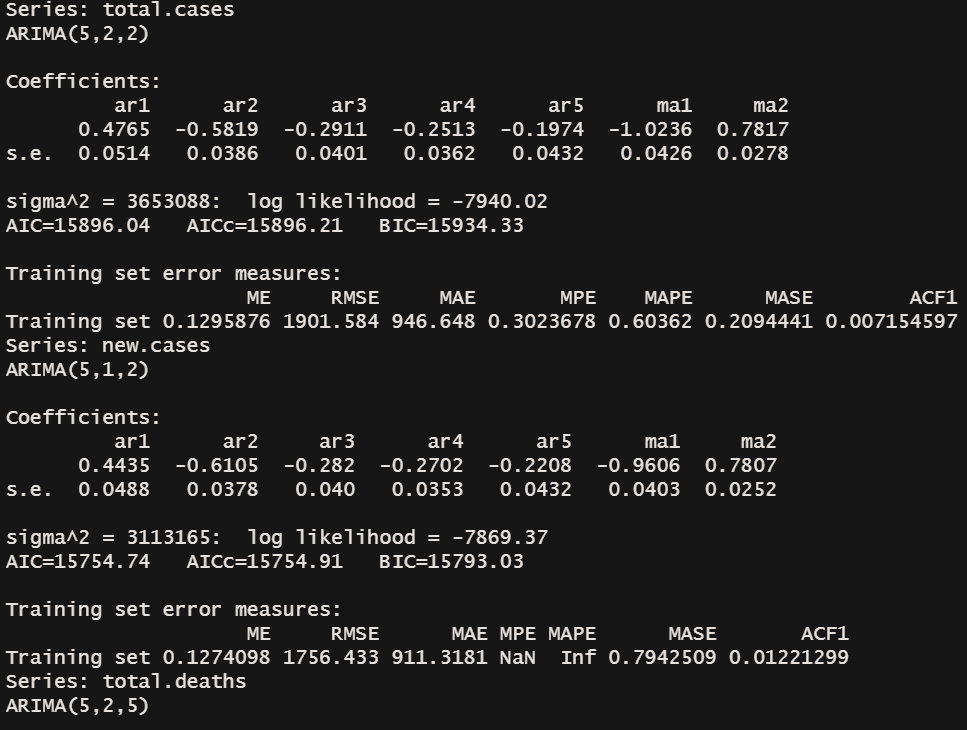 Series: total.cases
ARIMA(5,2,2)
Coefficients:
ar1 ar2 ar3 ar4 ar5 ma1 ma2
0.4765 -0.5819 -0.2911 -0.2513 -0.1974 -1.0236 0.7817
s.e. 0.0514 0.0386 0.0401 0.0362 0.0432 0.0426 0.0278
sigma^2 = 3653088: log likelihood = -7940.02
AIC=15896.04 AICc=15896.21 BIC=15934.33
Training set error measures:
ME RMSE MAE MPE MAPE MASE ACF1
Training set 0.1295876 1901.584 946.648 0.3023678 0.60362 0.2094441 0.007154597
Series: new.cases
ARIMA(5,1,2)
Coefficients:
ar1 ar2 ar3 ar4 ar5 ma1 ma2
0.4435 -0.6105 -0.282 -0.2702 -0.2208 -0.9606 0.7807
s.e. 0.0488 0.0378 0.040 0.0353 0.0432 0.0403 0.0252
sigma^2 = 3113165: log likelihood = -7869.37
AIC=15754.74 AICc=15754.91 BIC=15793.03
Training set error measures:
ME RMSE MAE MPE MAPE MASE ACF1
Training set 0.1274098 1756.433 911.3181 NaN Inf 0.7942509 0.01221299
Series: total.deaths
ARIMA(5,2,5)